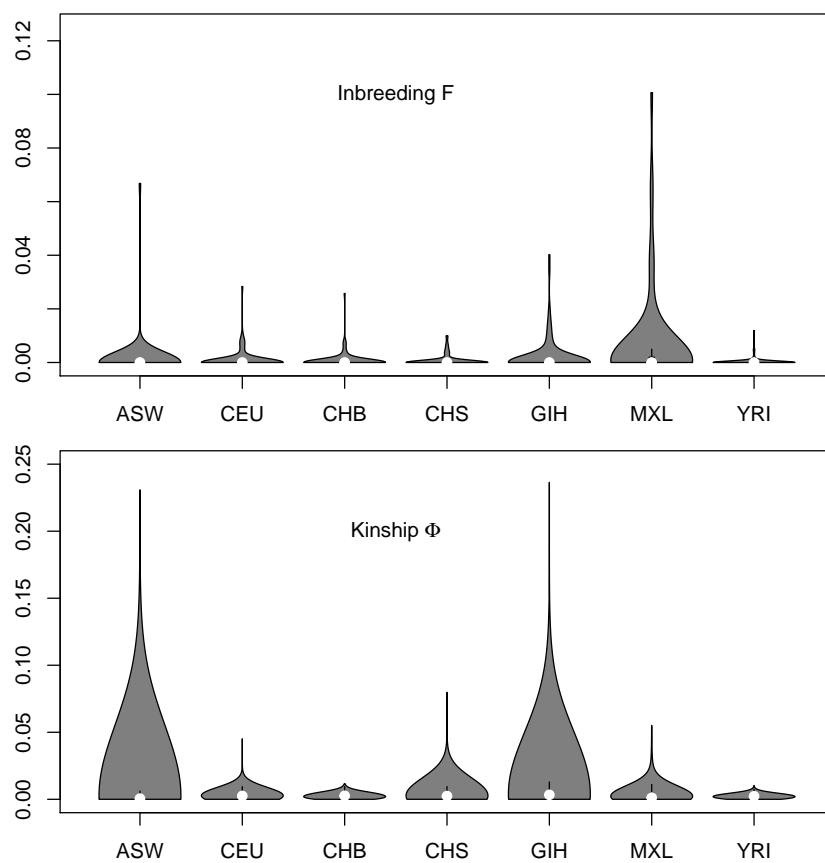 0.12
0.08
0.04
0.00
Inbreeding F
ASW CEU CHB CHS GIH MXL YRI
0.25
0.20
0.15
0.10
0.05
0.00
Kinship Φ
ASW CEU CHB CHS GIH MXL YRI